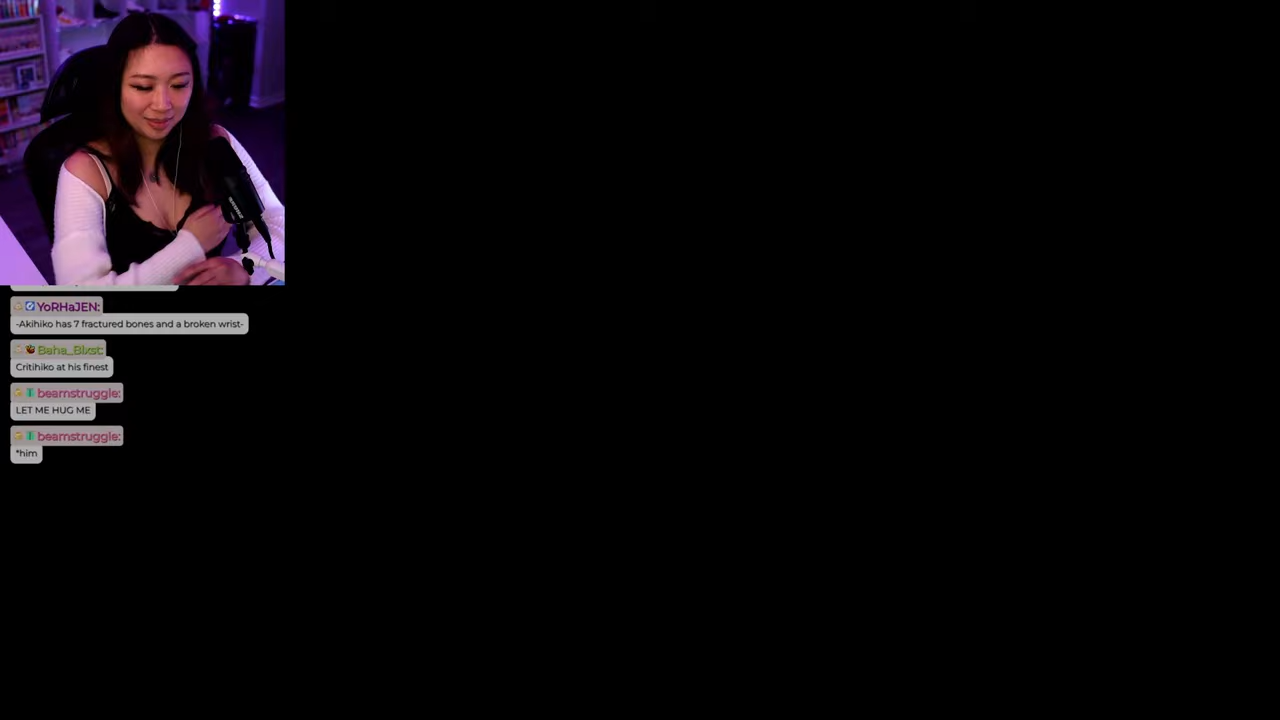 YoRHaJEN:
-Akihiko has 7 fractured bones and a broken wrist-
Baha_Blxst:
Critihiko at his finest
beamstruggle:
LET ME HUG ME
beamstruggle:
*him